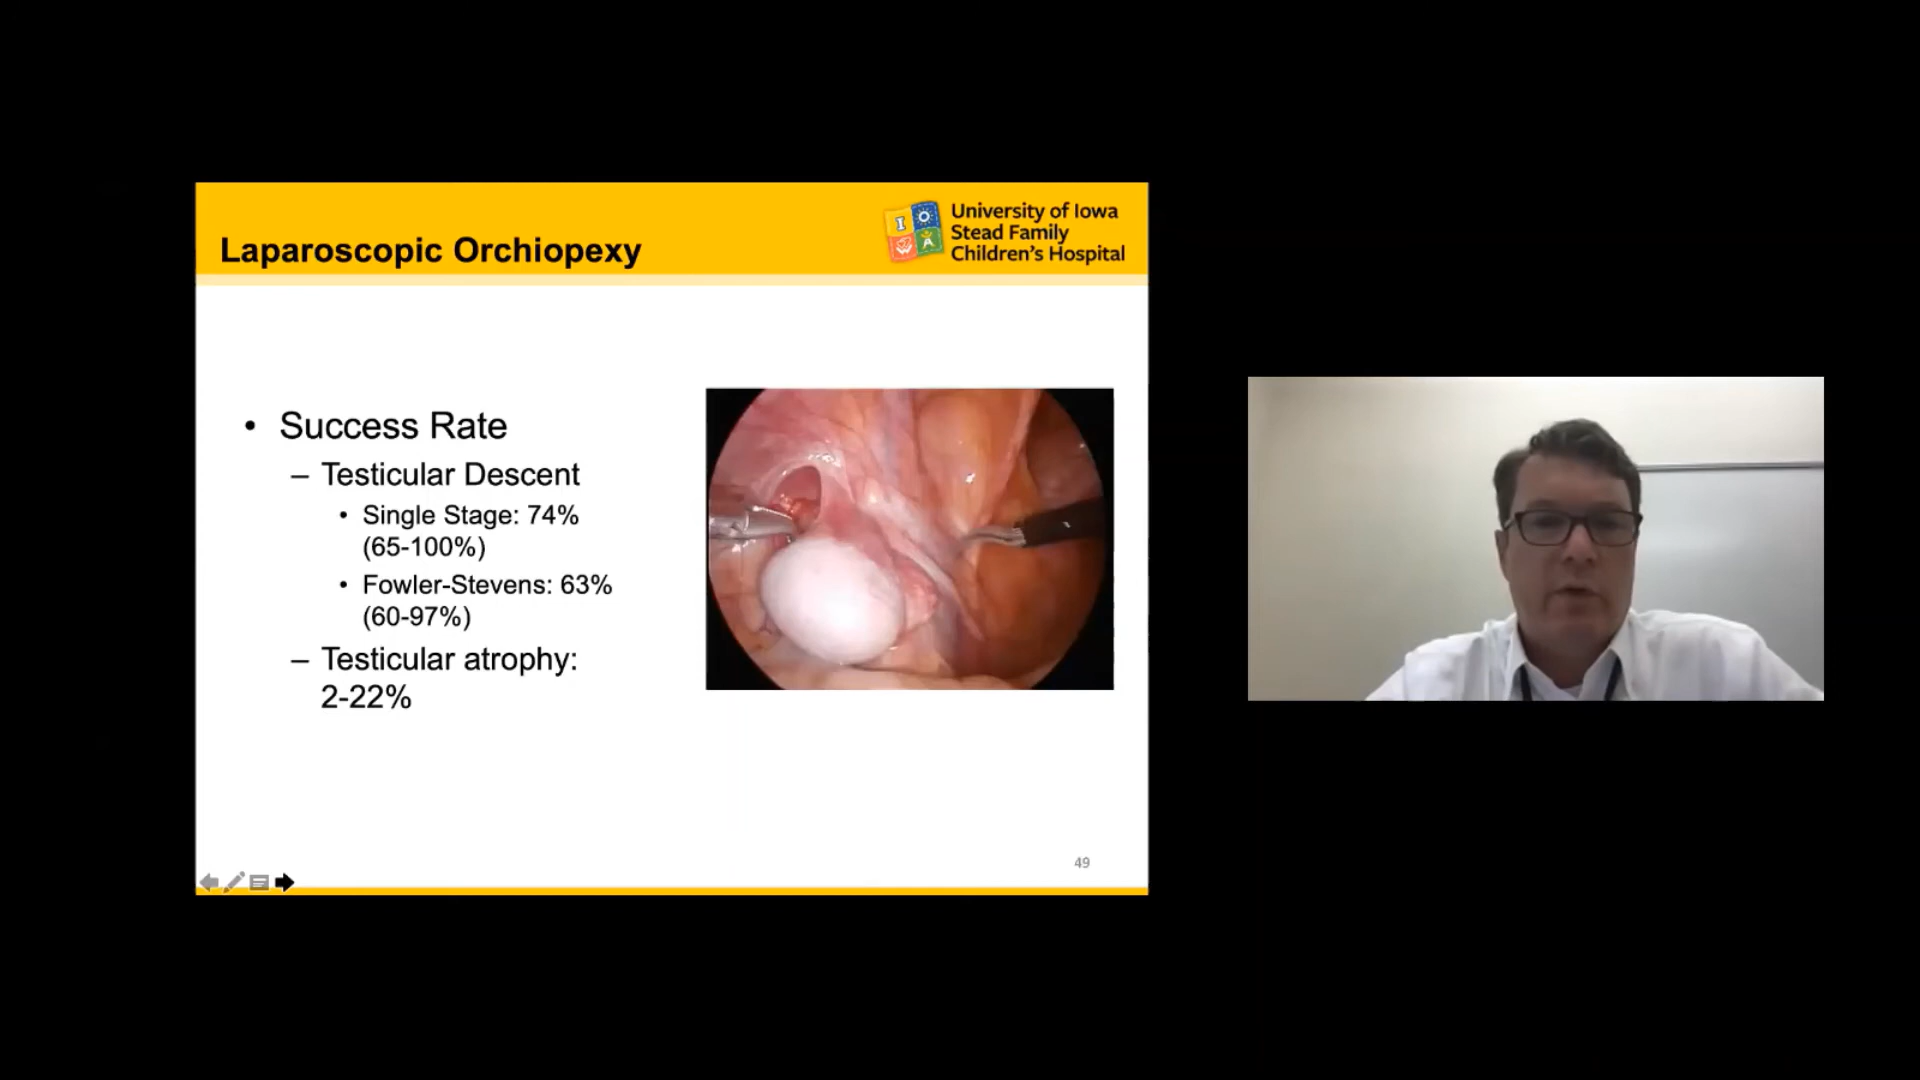 Laparoscopic Orchiopexy
University of Iowa
Stead Family
Children's Hospital
• Success Rate
– Testicular Descent
• Single Stage: 74%
(65-100%)
• Fowler-Stevens: 63%
(60-97%)
– Testicular atrophy:
2-22%
49